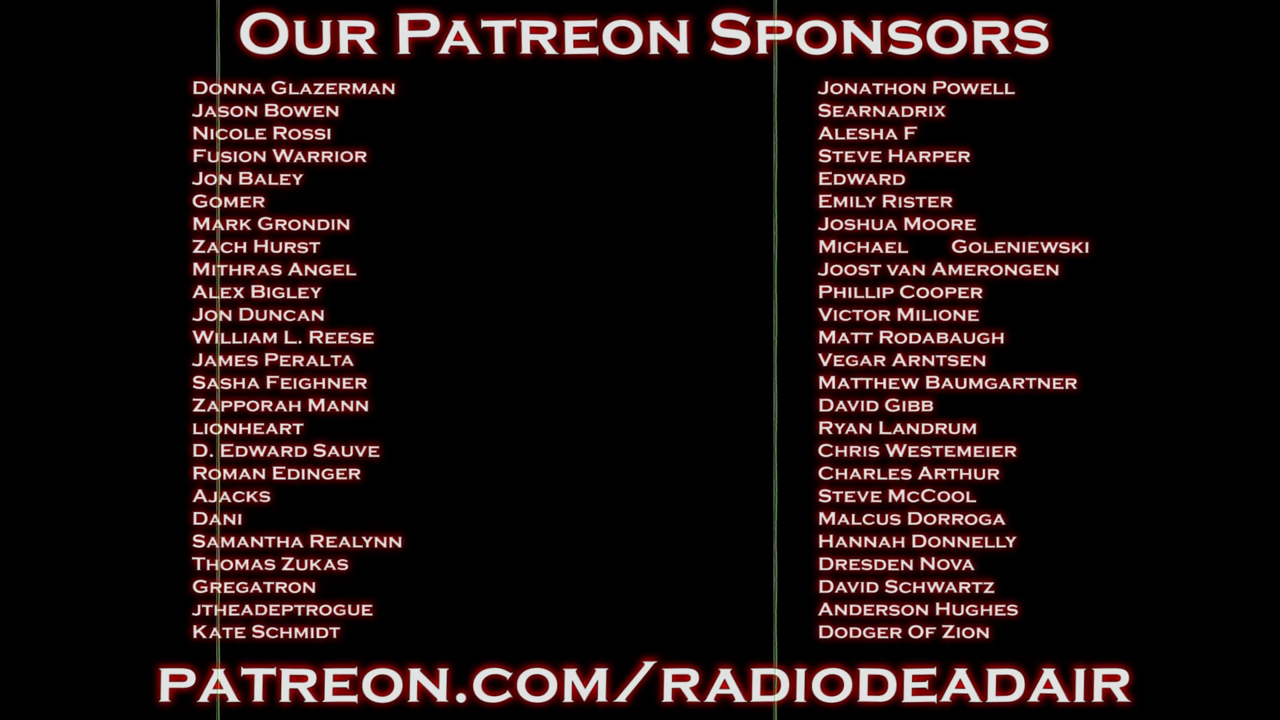 Our Patreon Sponsors
Donna Glazerman
Jason Bowen
Nicole Rossi
Fusion Warrior
Jon Baley
Gomer
Mark Grondin
Zach Hurst
Mithras Angel
Alex Bigley
Jon Duncan
William L. Reese
James Peralta
Sasha Feighner
Zapporah Mann
lionheart
D. Edward Sauve
Roman Edinger
Ajacks
Dani
Samantha Realynn
Thomas Zukas
Gregatron
jtheadeptrogue
Kate Schmidt
Jonathon Powell
Searnadrix
Alesha F
Steve Harper
Edward
Emily Rister
Joshua Moore
Michael Goleniewski
Joost van Amerongen
Phillip Cooper
Victor Milione
Matt Rodabaugh
Vegar Arntsen
Matthew Baumgartner
David Gibb
Ryan Landrum
Chris Westemeier
Charles Arthur
Steve McCool
Malcus Dorroga
Hannah Donnelly
Dresden Nova
David Schwartz
Anderson Hughes
Dodger Of Zion
patreon.com/radiodeadair